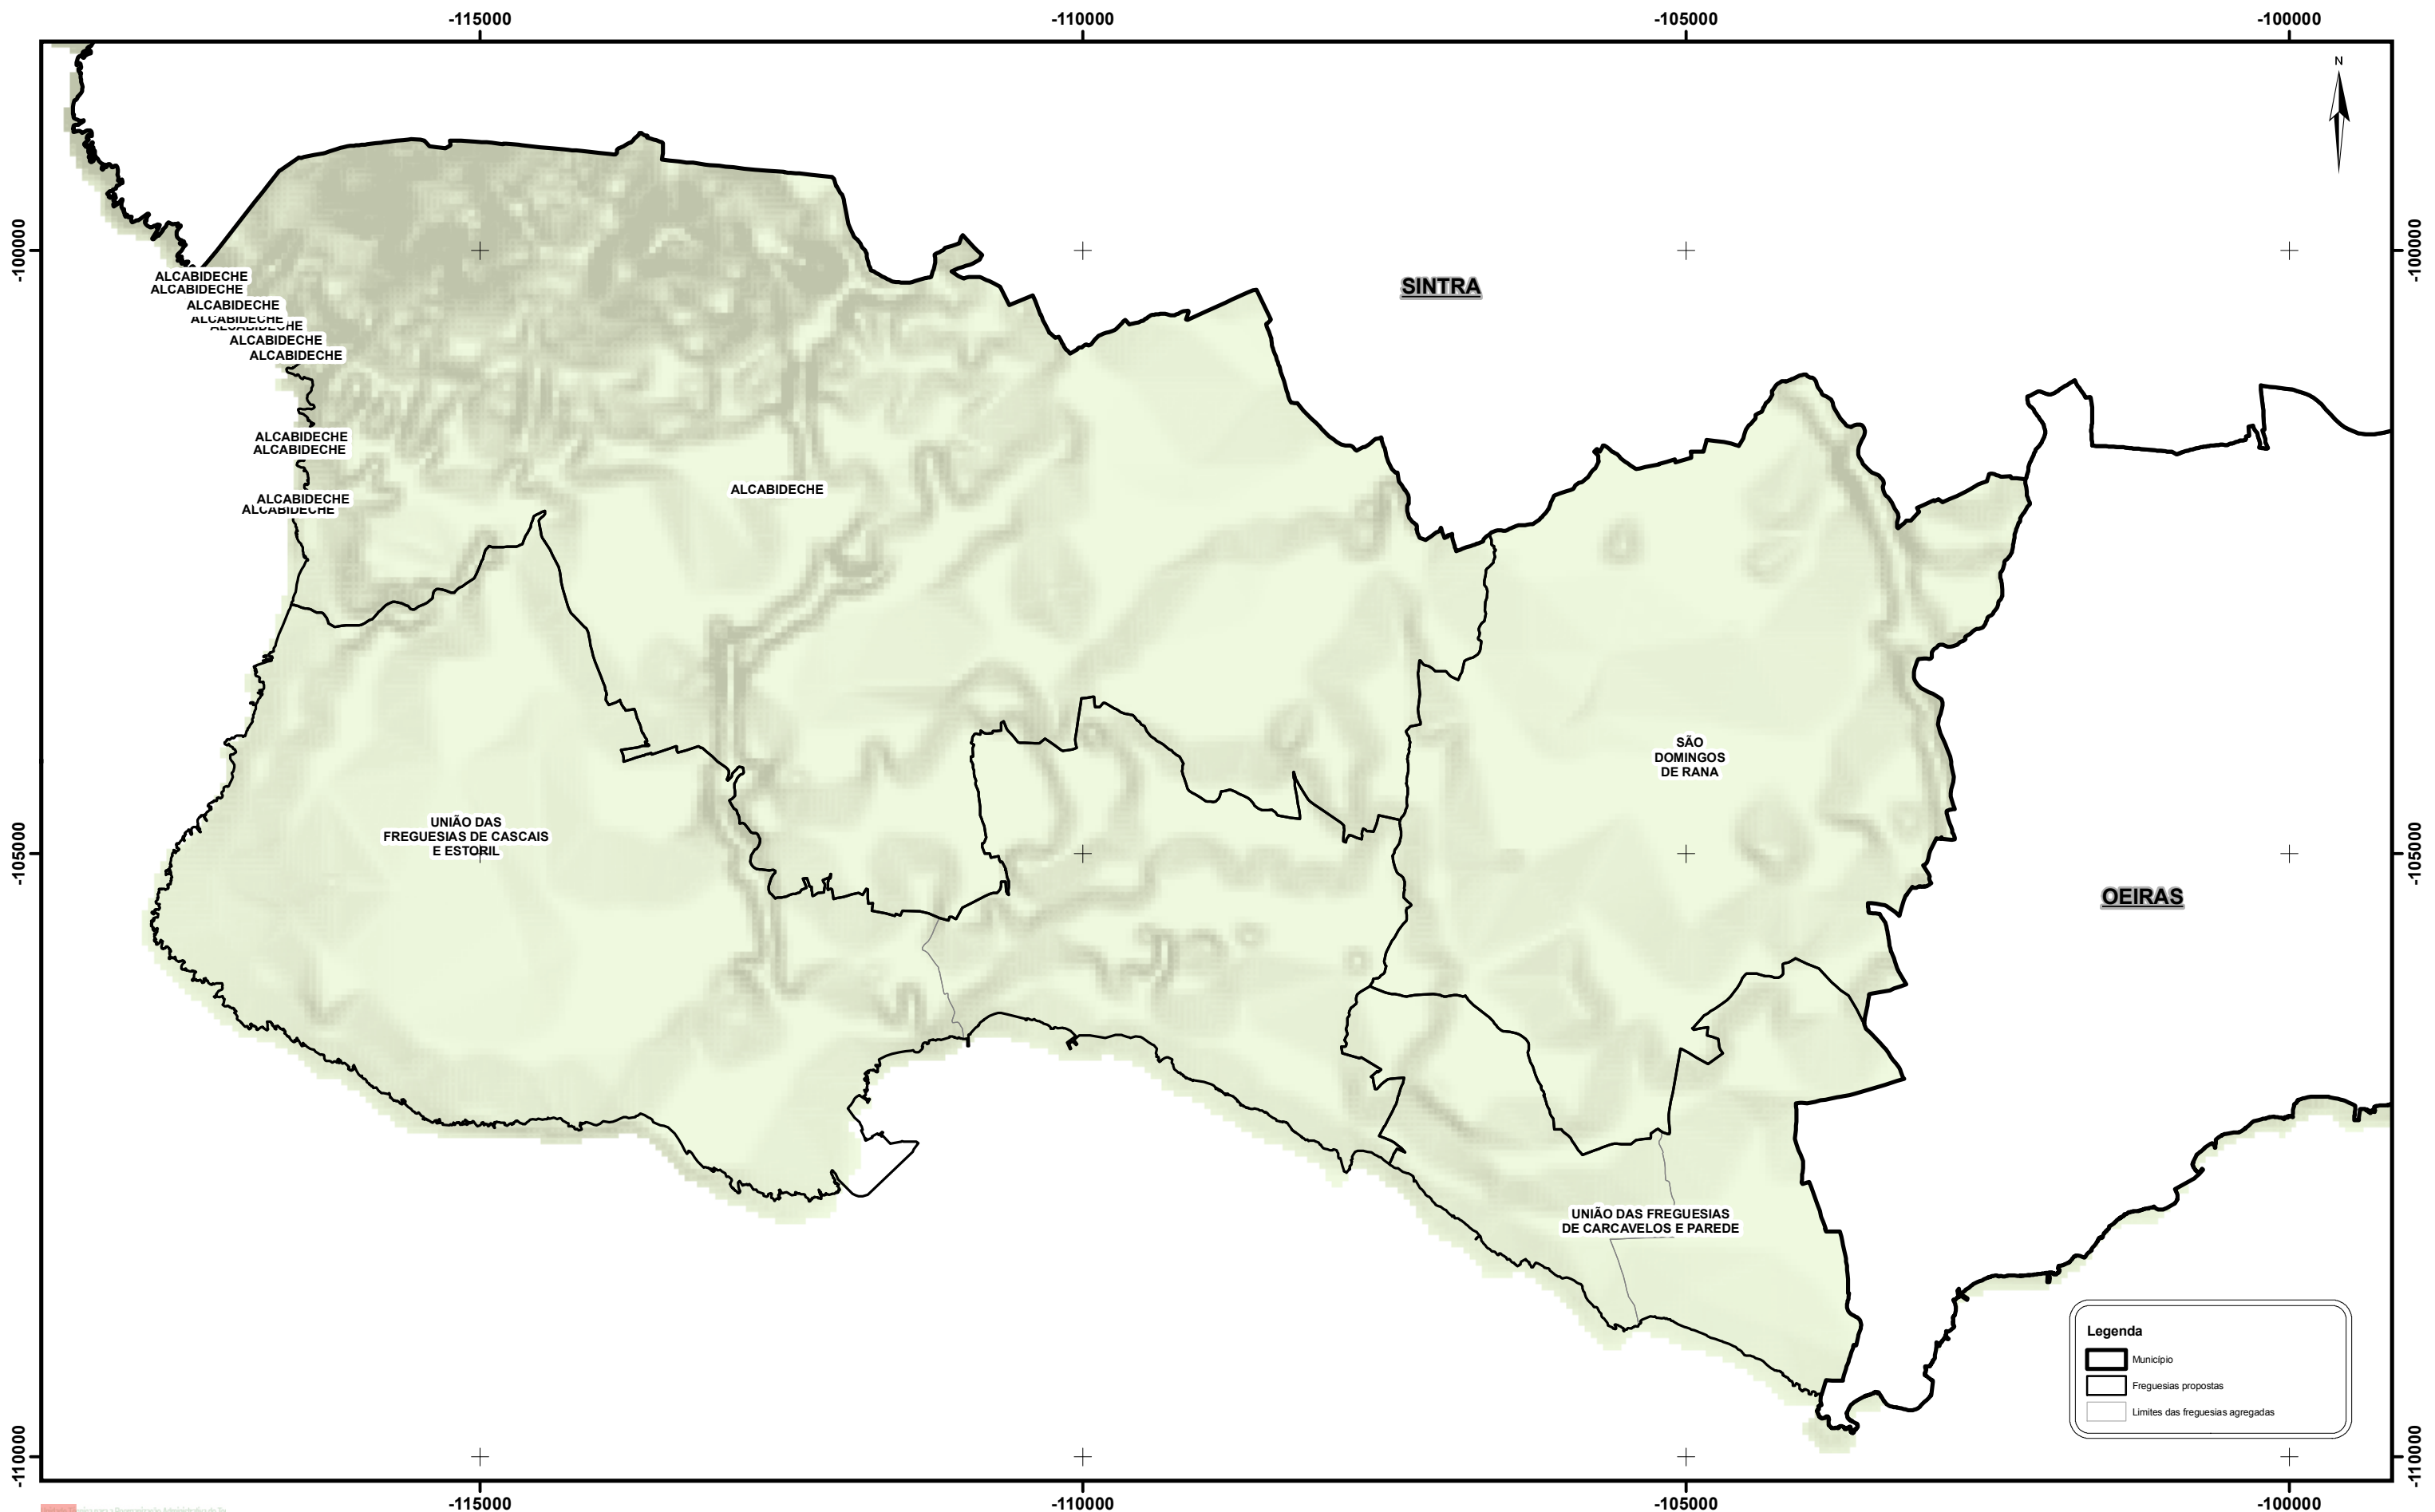 -115000
-110000
-105000
-100000
N
-100000
-100000
SINTRA
ALCABIDECHE
ALCABIDECHE
ALCABIDECHE
ALCABIDECHE
ALCABIDECHE
ALCABIDECHE
ALCABIDECHE
ALCABIDECHE
ALCABIDECHE
ALCABIDECHE
ALCABIDECHE
ALCABIDECHE
SÃO
DOMINGOS
DE RANA
UNIÃO DAS
FREGUESIAS DE CASCAIS
E ESTORIL
-105000
-105000
OEIRAS
UNIÃO DAS FREGUESIAS
DE CARCAVELOS E PAREDE
Legenda
Município
Freguesias propostas
Limites das freguesias agregadas
-110000
-110000
-115000
-110000
-105000
-100000